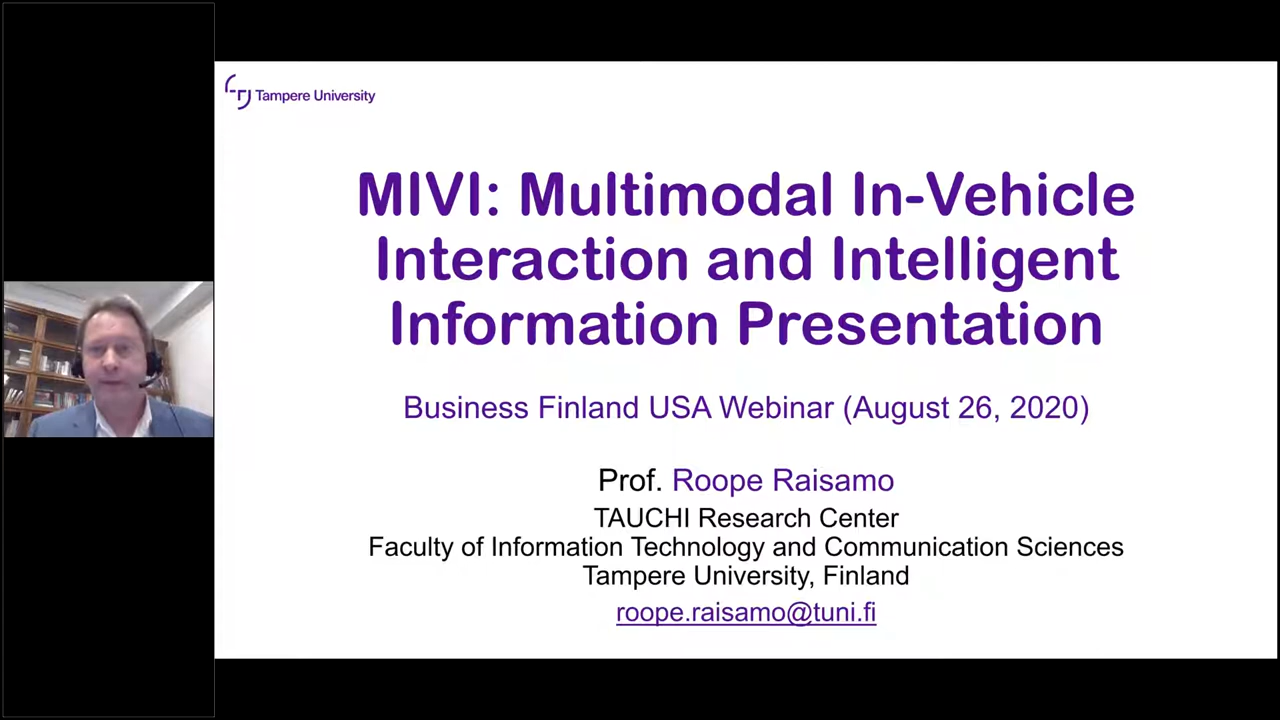 Tampere University
MIVI: Multimodal In-Vehicle
Interaction and Intelligent
Information Presentation
Business Finland USA Webinar (August 26, 2020)
Prof. Roope Raisamo
TAUCHI Research Center
Faculty of Information Technology and Communication Sciences
Tampere University, Finland
roope.raisamo@tuni.fi